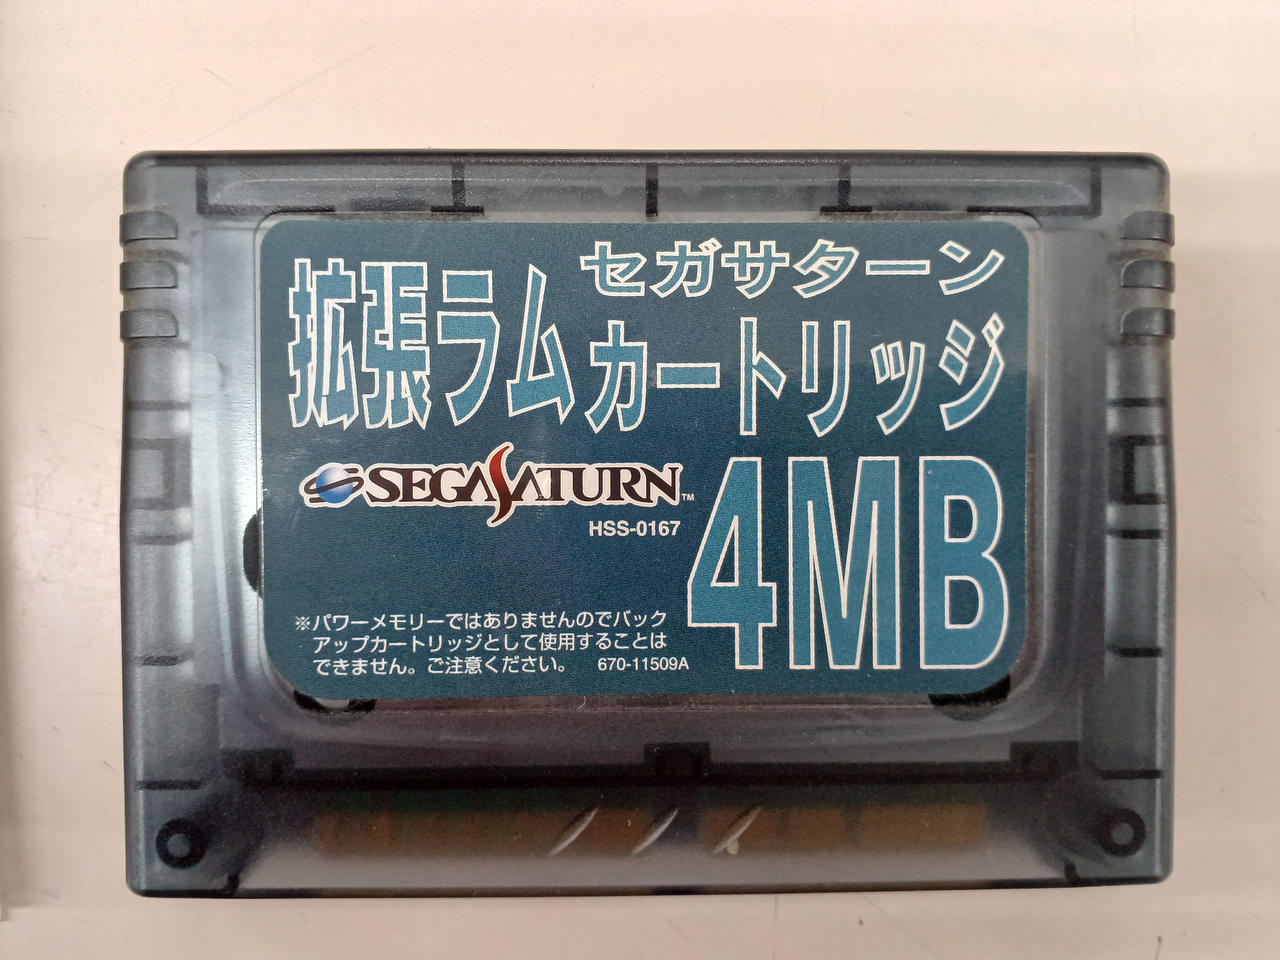 セガサターン
拡張ラムカートリッジ
SEGA SATURN™
HSS-0167
4MB
※パワーメモリーではありませんのでバック
アップカートリッジとして使用することは
できません。ご注意ください。 670-11509A